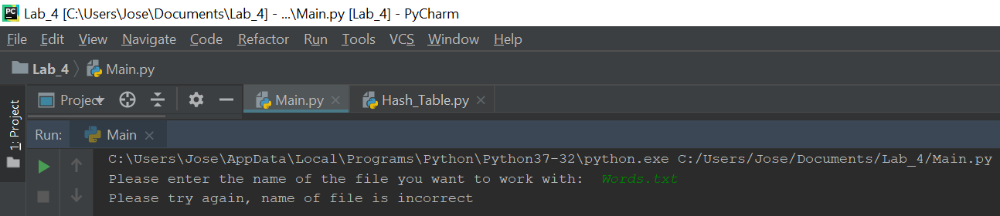 PC
Lab_4 [C:\Users\Jose\Documents\Lab_4] - ...\Main.py [Lab_4] - PyCharm
File Edit View Navigate Code Refactor Run Tools VCS Window Help
Lab_4 Main.py
1: Project
Project Main.py Hash_Table.py
Run: Main
C:\Users\Jose\AppData\Local\Programs\Python\Python37-32\python.exe C:/Users/Jose/Documents/Lab_4/Main.py
Please enter the name of the file you want to work with: Words.txt
Please try again, name of file is incorrect